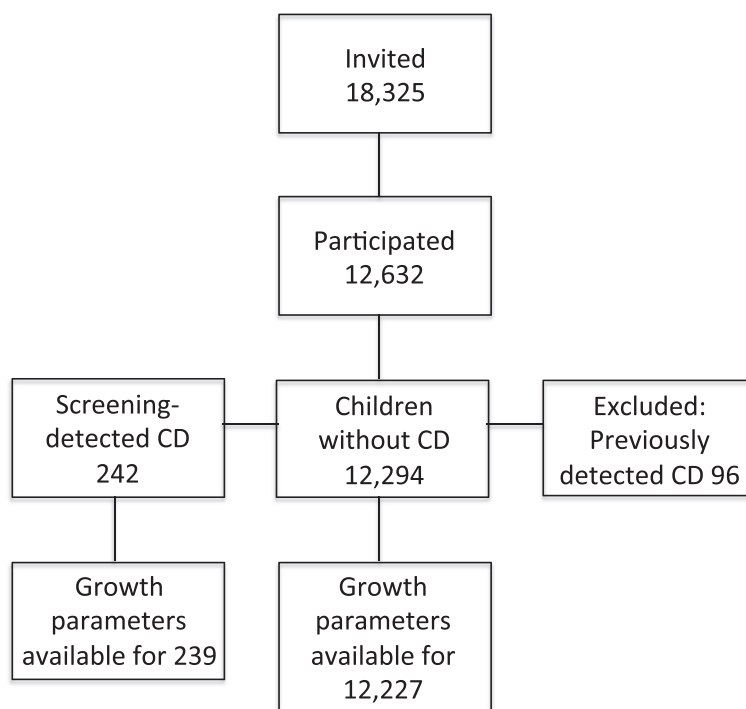 Invited
18,325
Participated
12,632
Screening-
detected CD
242
Children
without CD
12,294
Excluded:
Previously
detected CD 96
Growth
parameters
available for 239
Growth
parameters
available for
12,227